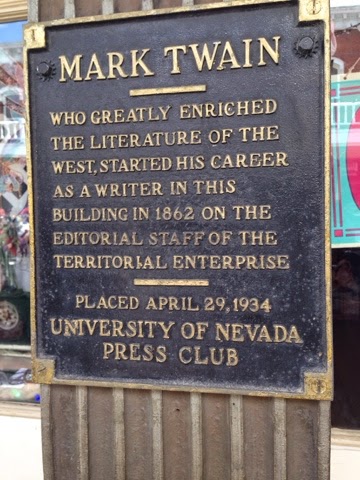 MARK TWAIN
WHO GREATLY ENRICHED
THE LITERATURE OF THE
WEST, STARTED HIS CAREER
AS A WRITER IN THIS
BUILDING IN 1862 ON THE
EDITORIAL STAFF OF THE
TERRITORIAL ENTERPRISE
PLACED APRIL 29, 1934
UNIVERSITY OF NEVADA
PRESS CLUB